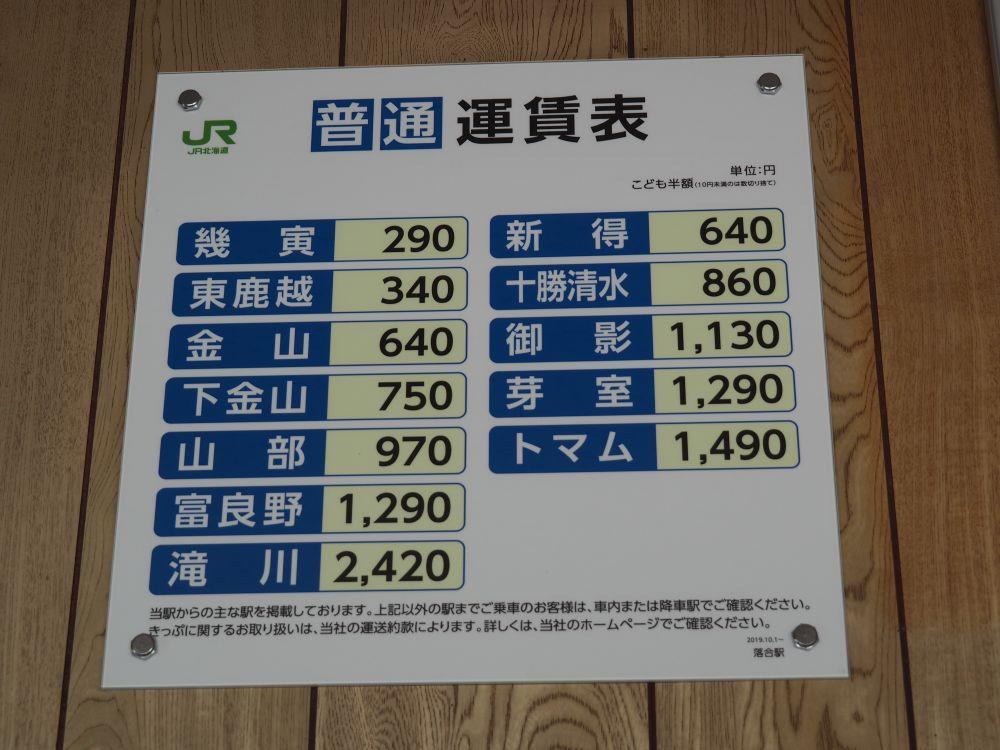 JR
JR北海道
普通 運賃表
単位:円
こども半額(10円未満のは数切り捨て)
幾寅 290
東鹿越 340
金山 640
下金山 750
山部 970
富良野 1,290
滝川 2,420
新得 640
十勝清水 860
御影 1,130
芽室 1,290
トマム 1,490
当駅からの主な駅を掲載しております。上記以外の駅までご乗車のお客様は、車内または降車駅でご確認ください。
きっぷに関するお取り扱いは、当社の運送約款によります。詳しくは、当社のホームページでご確認ください。
2019.10.1~
落合駅